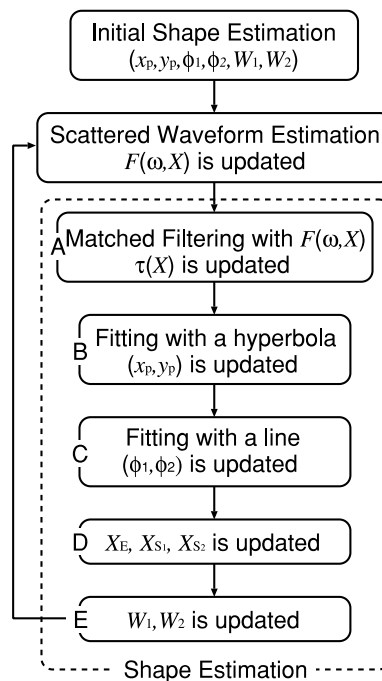 Initial Shape Estimation
(xp,yp,ϕ1,ϕ2,W1,W2)
Scattered Waveform Estimation
F(ω,X) is updated
A Matched Filtering with F(ω,X)
τ(X) is updated
B Fitting with a hyperbola
(xp,yp) is updated
C Fitting with a line
(ϕ1,ϕ2) is updated
D XE, XS1, XS2 is updated
E W1,W2 is updated
Shape Estimation